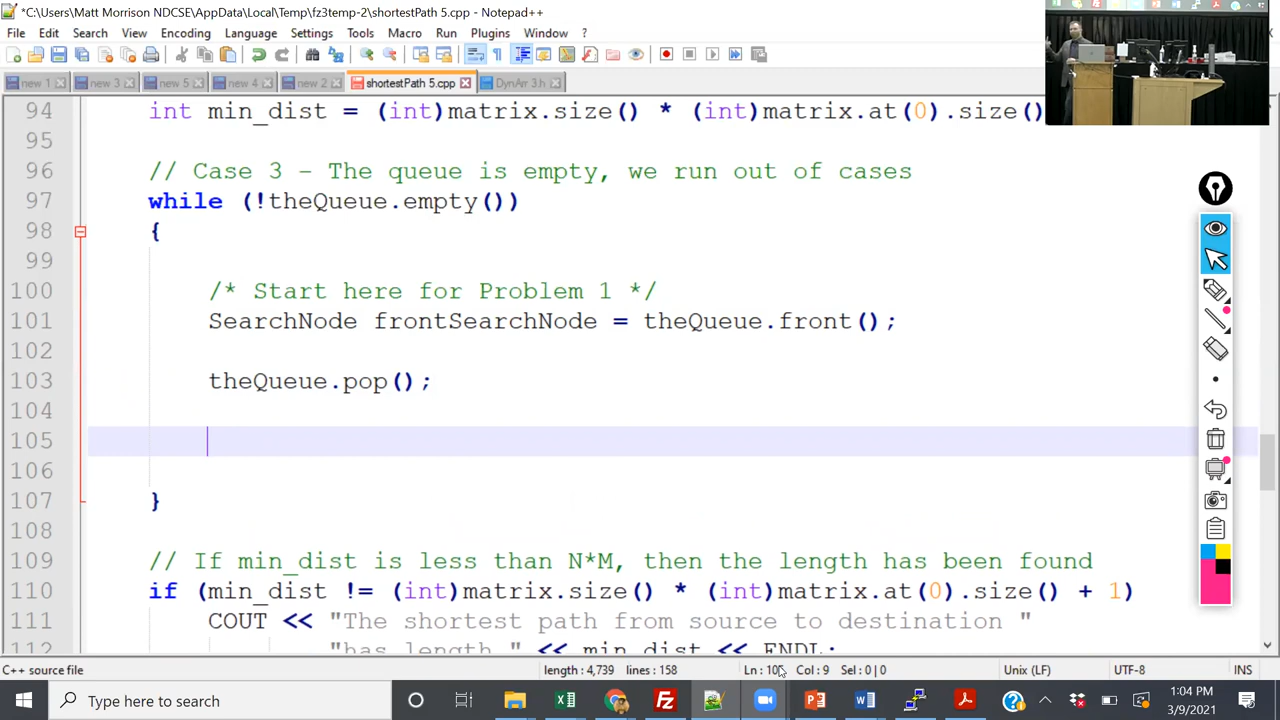 *C:\Users\Matt Morrison NDCSE\AppData\Local\Temp\fz3temp-2\shortestPath 5.cpp - Notepad++
File Edit Search View Encoding Language Settings Tools Macro Run Plugins Window ?
new 1 new 3 new 5 new 4 new 2 shortestPath 5.cpp DynArr 3.h
94 int min_dist = (int)matrix.size() * (int)matrix.at(0).size()
95
96 // Case 3 - The queue is empty, we run out of cases
97 while (!theQueue.empty())
98 {
99
100 /* Start here for Problem 1 */
101 SearchNode frontSearchNode = theQueue.front();
102
103 theQueue.pop();
104
105
106
107 }
108
109 // If min_dist is less than N*M, then the length has been found
110 if (min_dist != (int)matrix.size() * (int)matrix.at(0).size() + 1)
111 COUT << "The shortest path from source to destination "
112 "has length " << min_dist << ENDL;
C++ source file length : 4,739 lines : 158 Ln : 105 Col : 9 Sel : 0 | 0 Unix (LF) UTF-8 INS
Type here to search
1:04 PM
3/9/2021